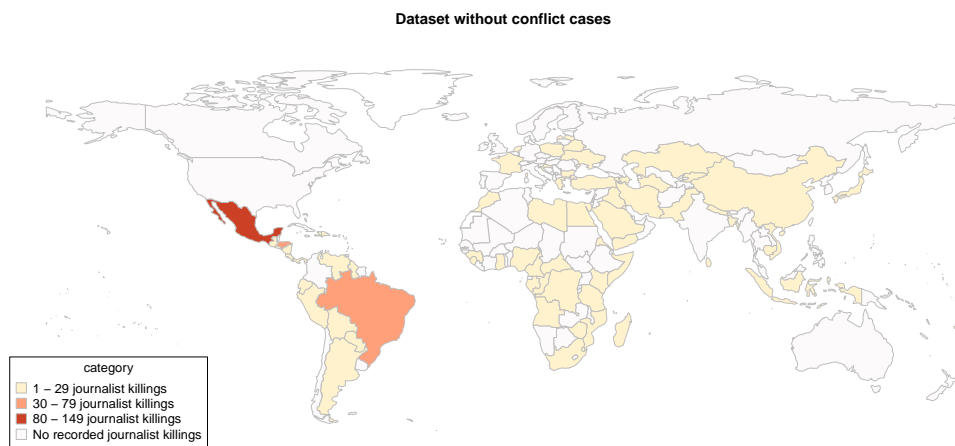 Dataset without conflict cases
category
1 – 29 journalist killings
30 – 79 journalist killings
80 – 149 journalist killings
No recorded journalist killings